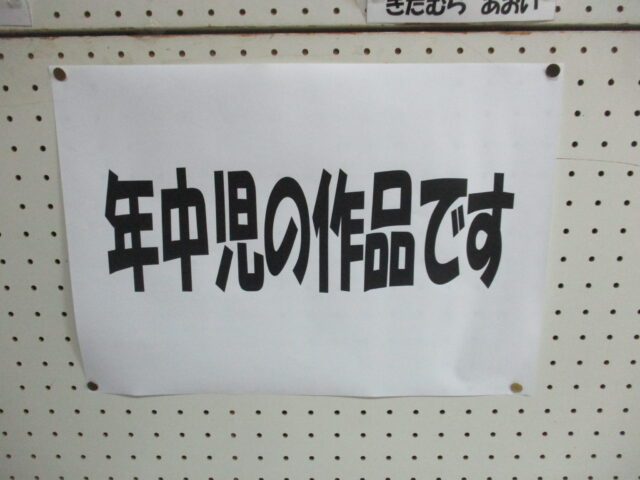 きたむら あおい
年中児の作品です